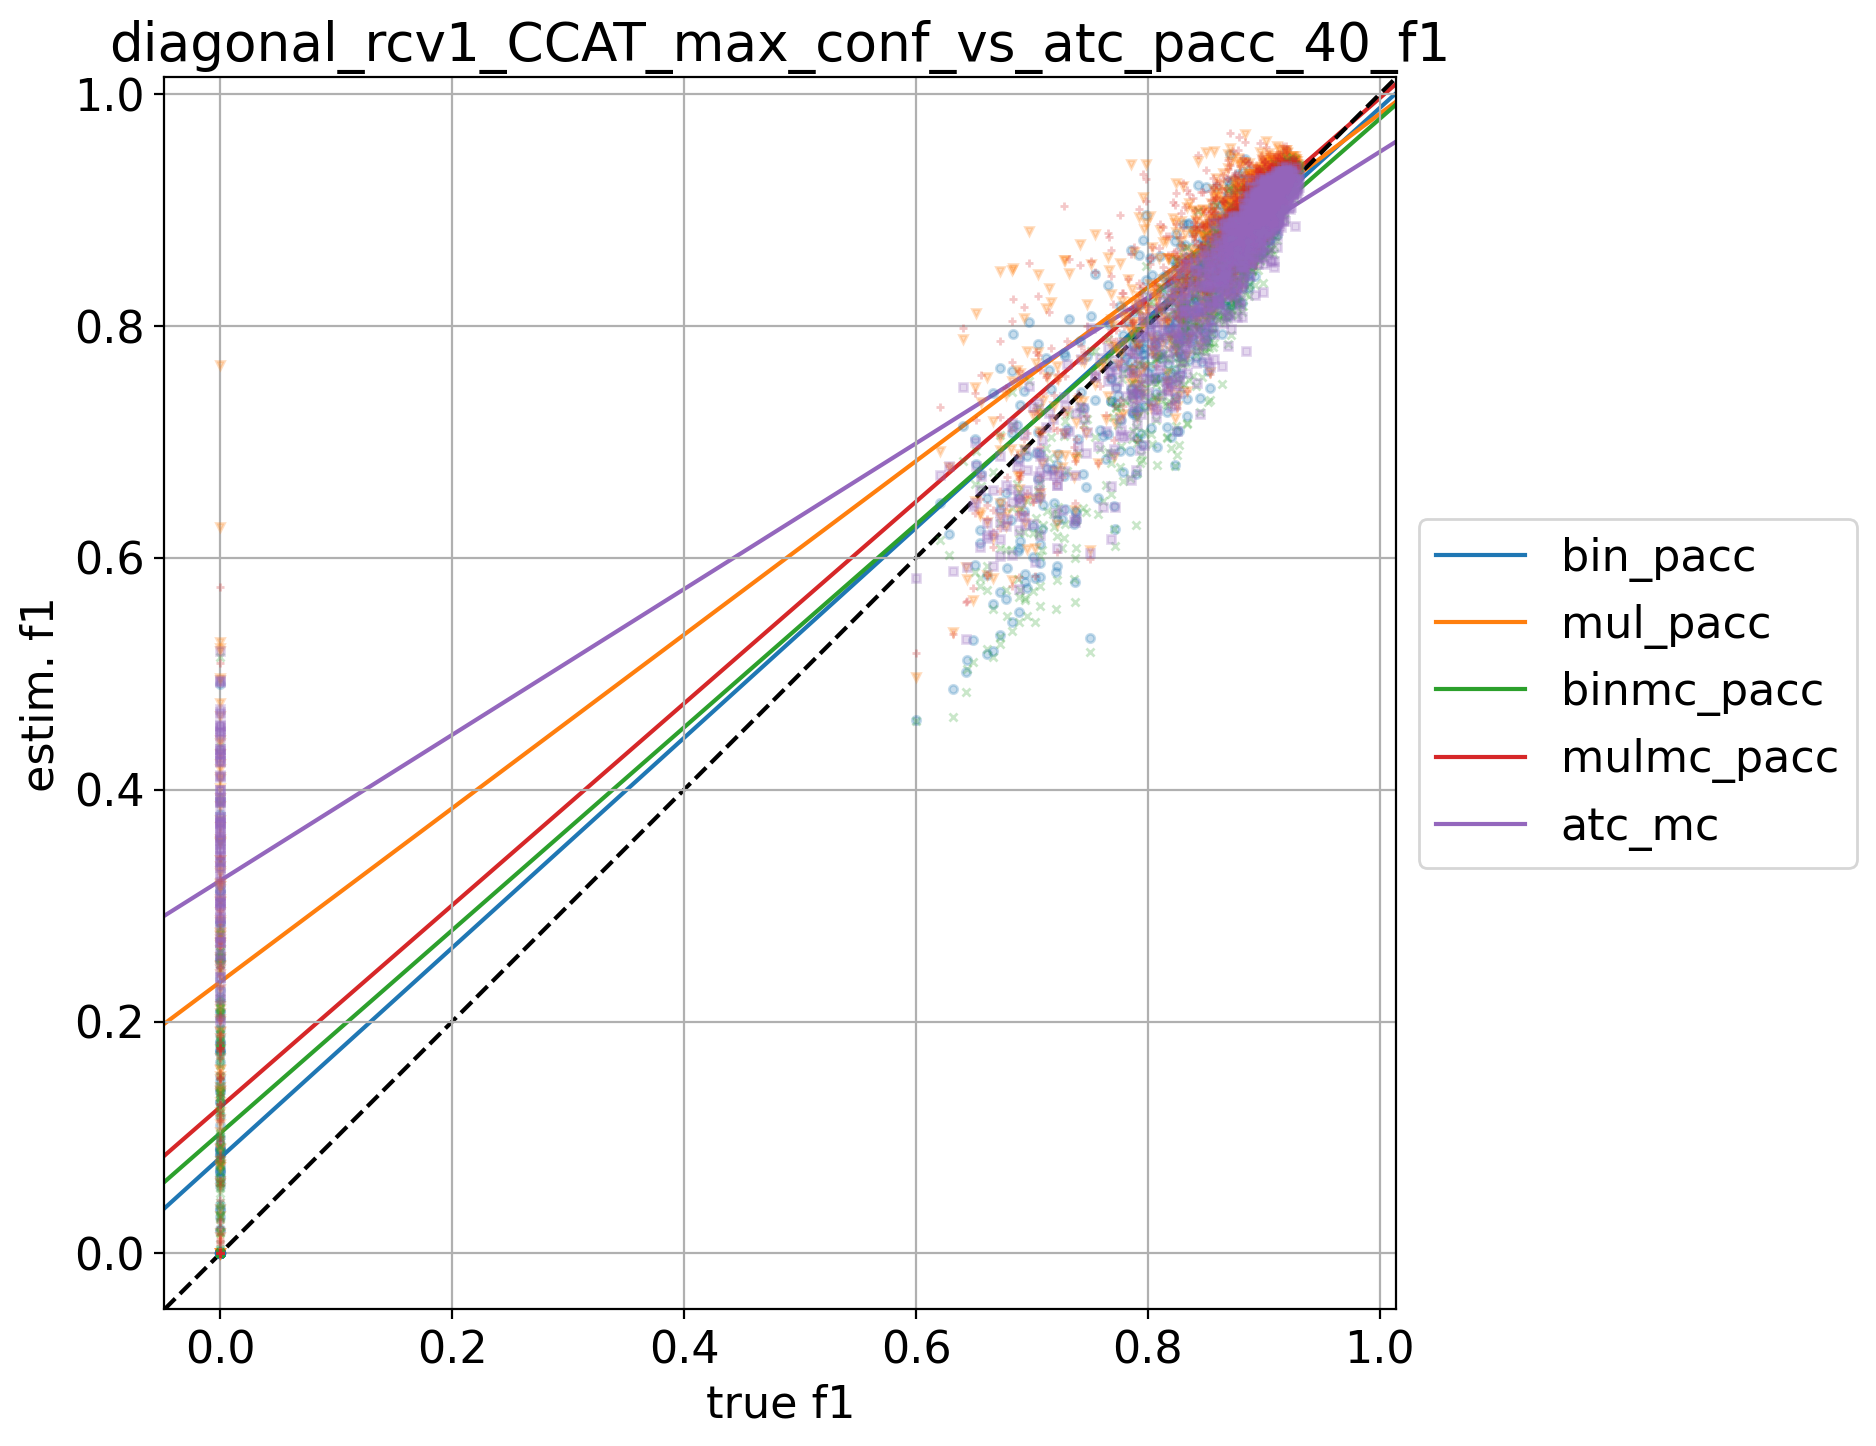 diagonal_rcv1_CCAT_max_conf_vs_atc_pacc_40_f1
1.0
0.8
0.6
0.4
0.2
0.0
estim. f1
0.0 0.2 0.4 0.6 0.8 1.0
true f1
bin_pacc
mul_pacc
binmc_pacc
mulmc_pacc
atc_mc